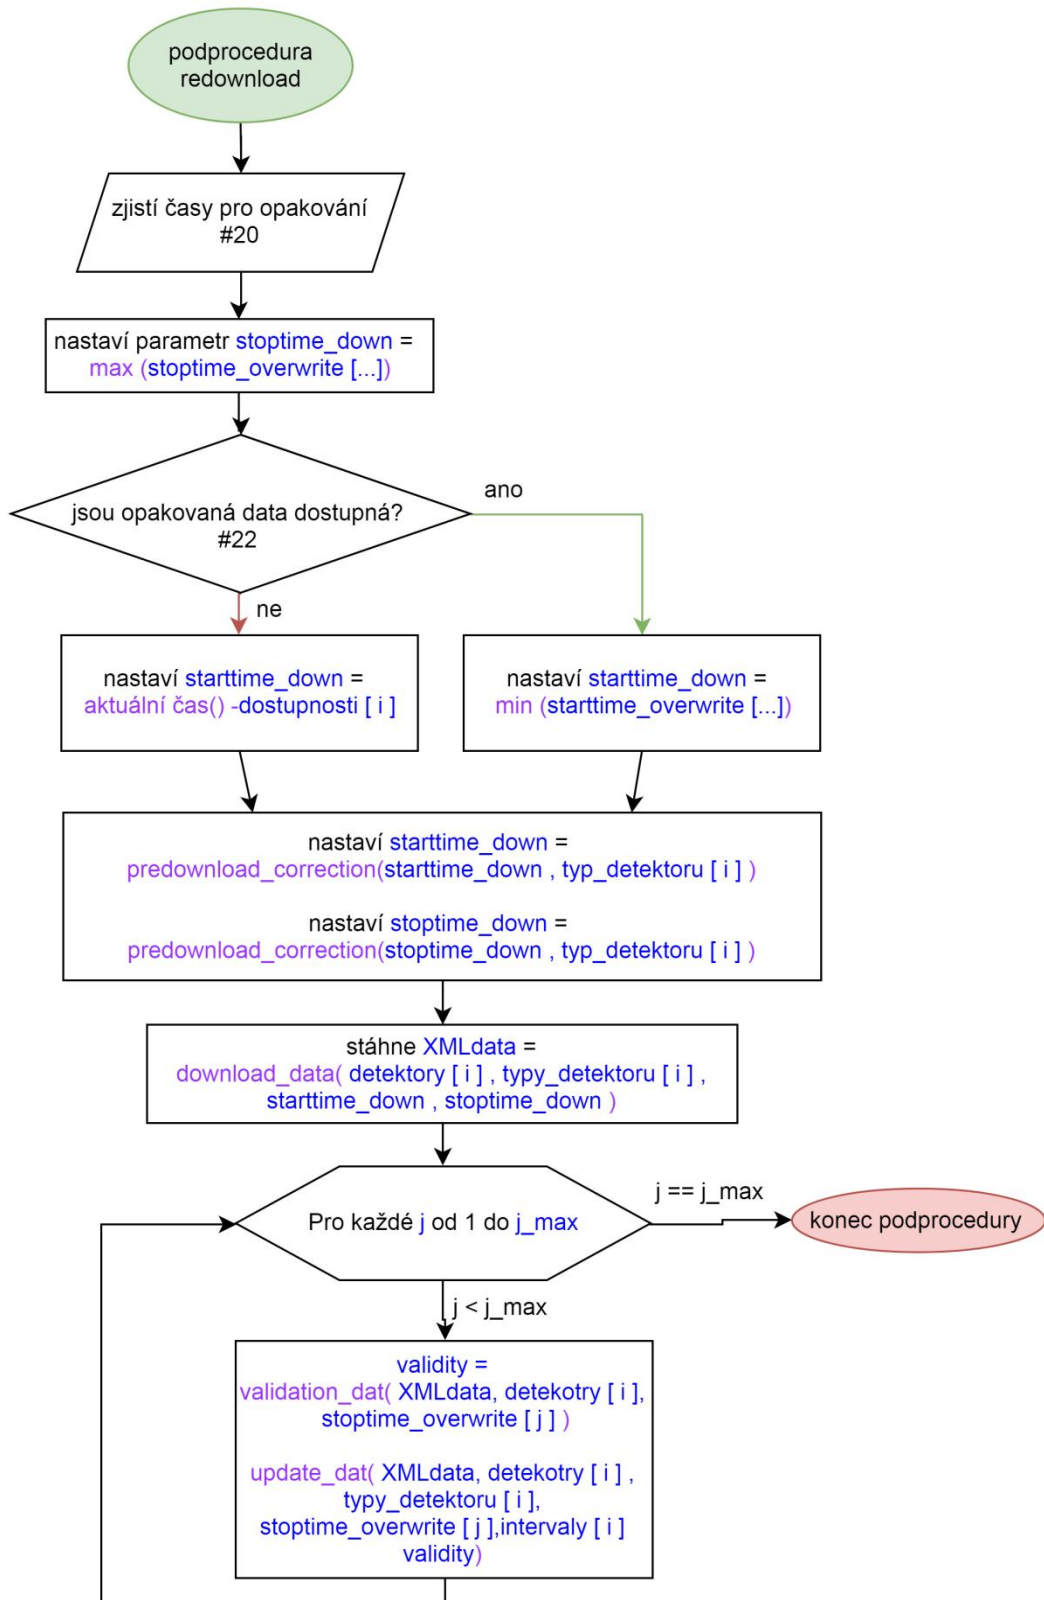 podprocedura
redownload
zjistí časy pro opakování
#20
nastaví parametr stoptime_down =
max (stoptime_overwrite [...])
jsou opakovaná data dostupná?
#22
ano
ne
nastaví starttime_down =
aktuální čas() -dostupnosti [ i ]
nastaví starttime_down =
min (starttime_overwrite [...])
nastaví starttime_down =
predownload_correction(starttime_down , typ_detektoru [ i ] )
nastaví stoptime_down =
predownload_correction(stoptime_down , typ_detektoru [ i ] )
stáhne XMLdata =
download_data( detektory [ i ] , typy_detektoru [ i ] ,
starttime_down , stoptime_down )
Pro každé j od 1 do j_max
j == j_max
konec podprocedury
j < j_max
validity =
validation_dat( XMLdata, detekotry [ i ],
stoptime_overwrite [ j ] )
update_dat( XMLdata, detekotry [ i ] ,
typy_detektoru [ i ],
stoptime_overwrite [ j ],intervaly [ i ]
validity)